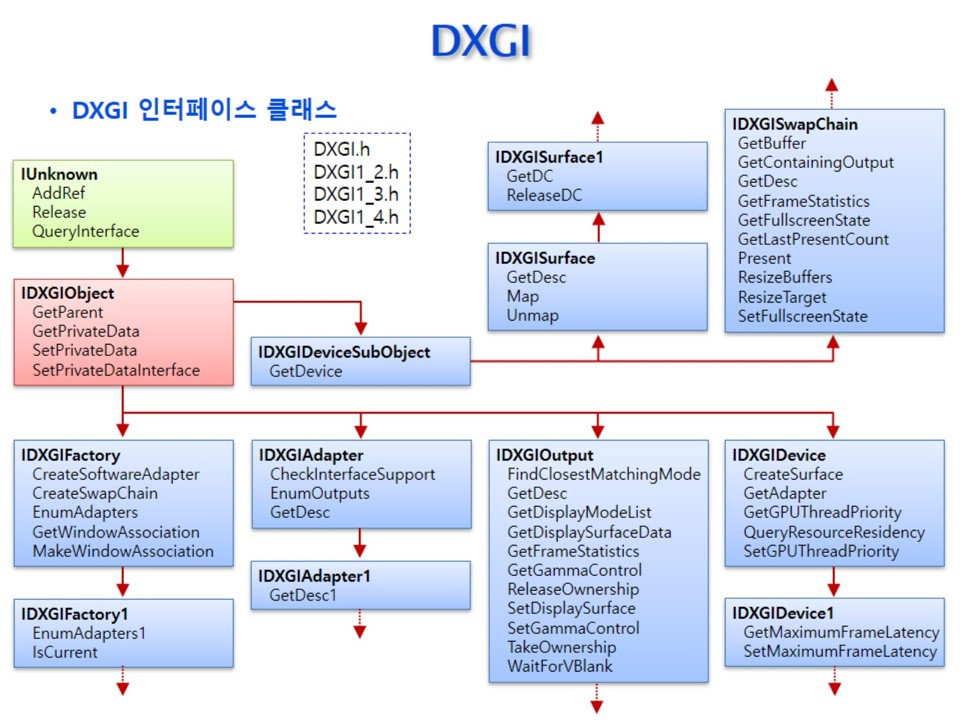 DXGI
• DXGI 인터페이스 클래스
DXGI.h
DXGI1_2.h
DXGI1_3.h
DXGI1_4.h
IUnknown
AddRef
Release
QueryInterface
IDXGIObject
GetParent
GetPrivateData
SetPrivateData
SetPrivateDataInterface
IDXGIDeviceSubObject
GetDevice
IDXGISurface1
GetDC
ReleaseDC
IDXGISurface
GetDesc
Map
Unmap
IDXGISwapChain
GetBuffer
GetContainingOutput
GetDesc
GetFrameStatistics
GetFullscreenState
GetLastPresentCount
Present
ResizeBuffers
ResizeTarget
SetFullscreenState
IDXGIFactory
CreateSoftwareAdapter
CreateSwapChain
EnumAdapters
GetWindowAssociation
MakeWindowAssociation
IDXGIFactory1
EnumAdapters1
IsCurrent
IDXGIAdapter
CheckInterfaceSupport
EnumOutputs
GetDesc
IDXGIAdapter1
GetDesc1
IDXGIOutput
FindClosestMatchingMode
GetDesc
GetDisplayModeList
GetDisplaySurfaceData
GetFrameStatistics
GetGammaControl
ReleaseOwnership
SetDisplaySurface
SetGammaControl
TakeOwnership
WaitForVBlank
IDXGIDevice
CreateSurface
GetAdapter
GetGPUThreadPriority
QueryResourceResidency
SetGPUThreadPriority
IDXGIDevice1
GetMaximumFrameLatency
SetMaximumFrameLatency